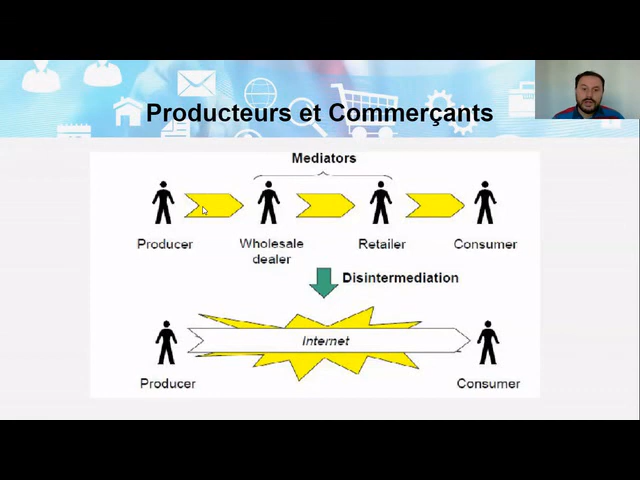 Producteurs et Commerçants
Mediators
Producer
Wholesale
dealer
Retailer
Consumer
Disintermediation
Internet
Producer
Consumer